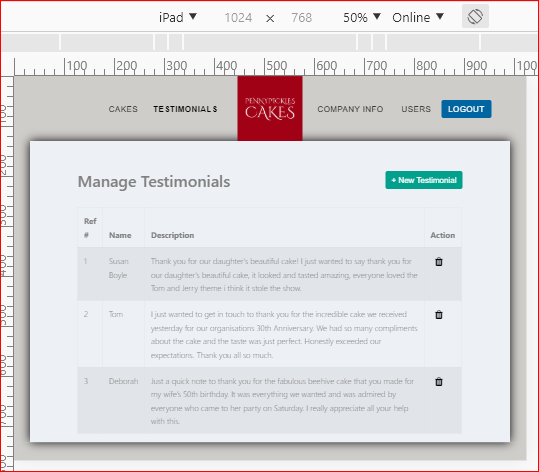 iPad ▼ 1024 × 768 50% ▼ Online ▼
100 200 300 400 500 600 700 800 900 100
100
200
300
400
500
600
700
CAKES TESTIMONIALS PENNYPICKLES CAKES COMPANY INFO USERS LOGOUT
Manage Testimonials + New Testimonial
Ref # Name Description Action
1 Susan Boyle Thank you for our daughter's beautiful cake! I just wanted to say thank you for
our daughter's beautiful cake, it looked and tasted amazing, everyone loved the
Tom and Jerry theme i think it stole the show.
2 Tom I just wanted to get in touch to thank you for the incredible cake we received
yesterday for our organisations 30th Anniversary. We had so many compliments
about the cake and the taste was just perfect. Honestly exceeded our
expectations. Thank you all so much.
3 Deborah Just a quick note to thank you for the fabulous beehive cake that you made for
my wife's 50th birthday. It was everything we wanted and was admired by
everyone who came to her party on Saturday. I really appreciate all your help
with this.